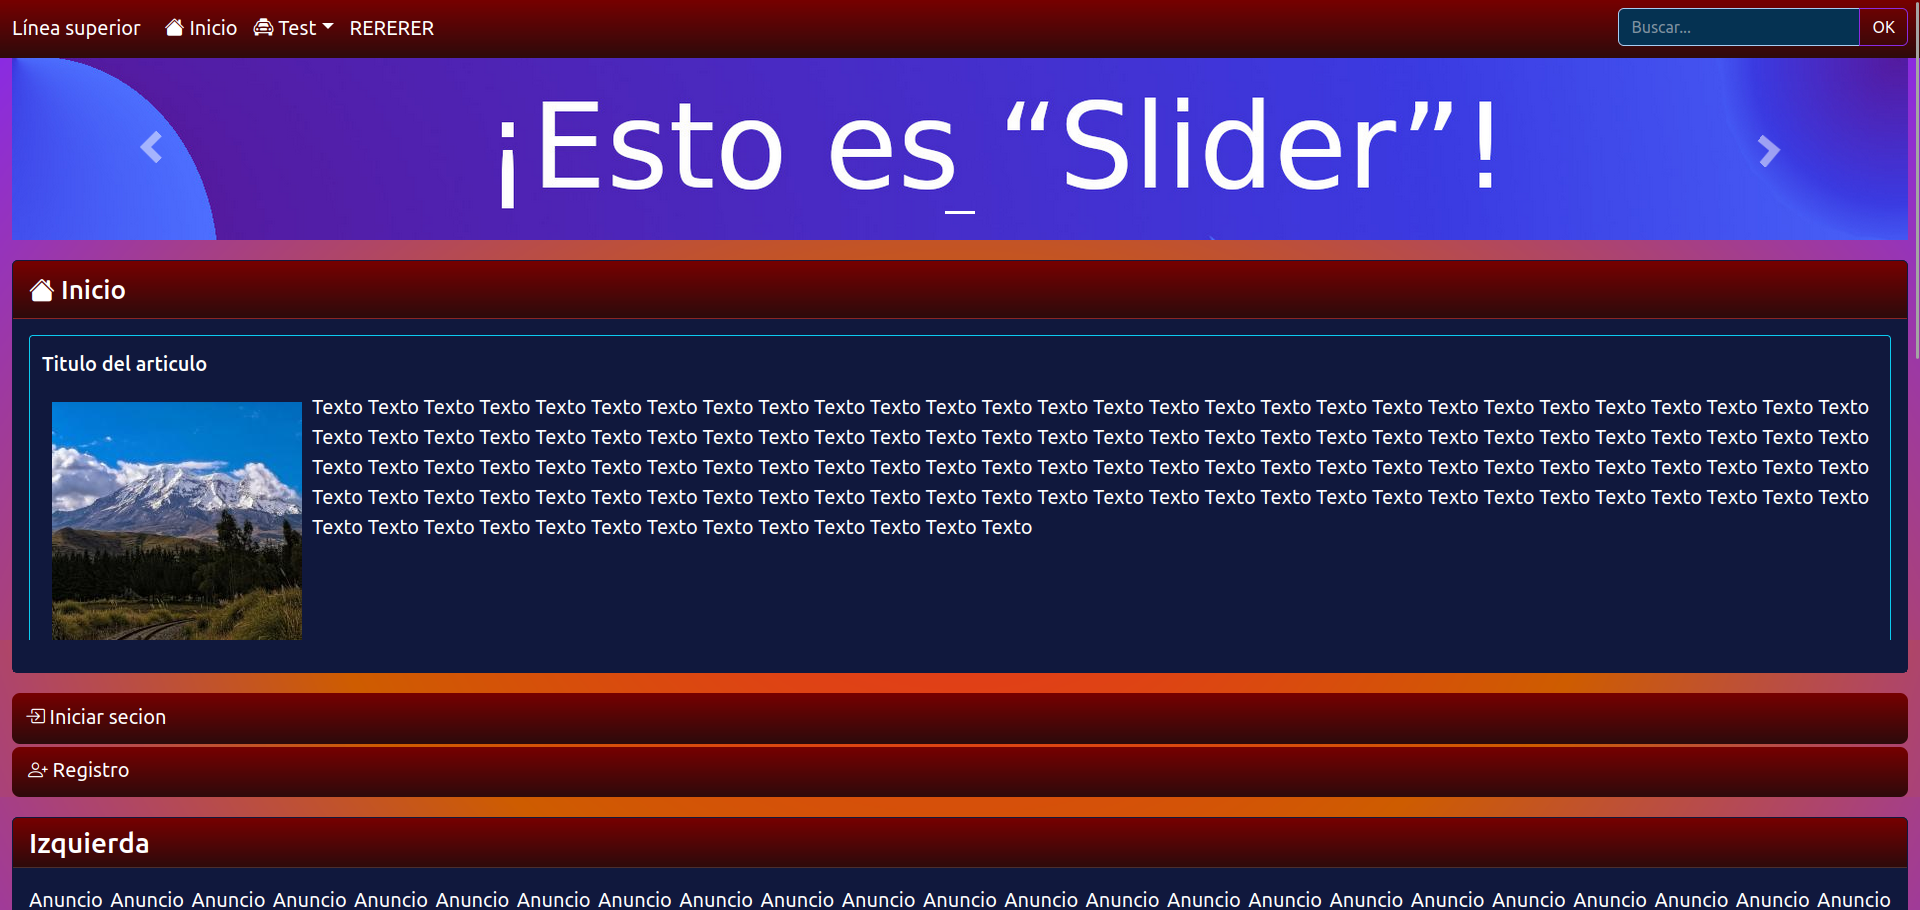 Línea superior Inicio Test RERERER Buscar... OK
¡Esto es “Slider”!
Inicio
Titulo del articulo
Texto Texto Texto Texto Texto Texto Texto Texto Texto Texto Texto Texto Texto Texto Texto Texto Texto Texto Texto Texto Texto Texto Texto Texto Texto Texto Texto Texto
Texto Texto Texto Texto Texto Texto Texto Texto Texto Texto Texto Texto Texto Texto Texto Texto Texto Texto Texto Texto Texto Texto Texto Texto Texto Texto Texto Texto
Texto Texto Texto Texto Texto Texto Texto Texto Texto Texto Texto Texto Texto Texto Texto Texto Texto Texto Texto Texto Texto Texto Texto Texto Texto Texto Texto Texto
Texto Texto Texto Texto Texto Texto Texto Texto Texto Texto Texto Texto Texto Texto Texto Texto Texto Texto Texto Texto Texto Texto Texto Texto Texto Texto Texto Texto
Texto Texto Texto Texto Texto Texto Texto Texto Texto Texto Texto Texto Texto
Iniciar secion
Registro
Izquierda
Anuncio Anuncio Anuncio Anuncio Anuncio Anuncio Anuncio Anuncio Anuncio Anuncio Anuncio Anuncio Anuncio Anuncio Anuncio Anuncio Anuncio Anuncio Anuncio Anuncio Anuncio Anuncio Anuncio